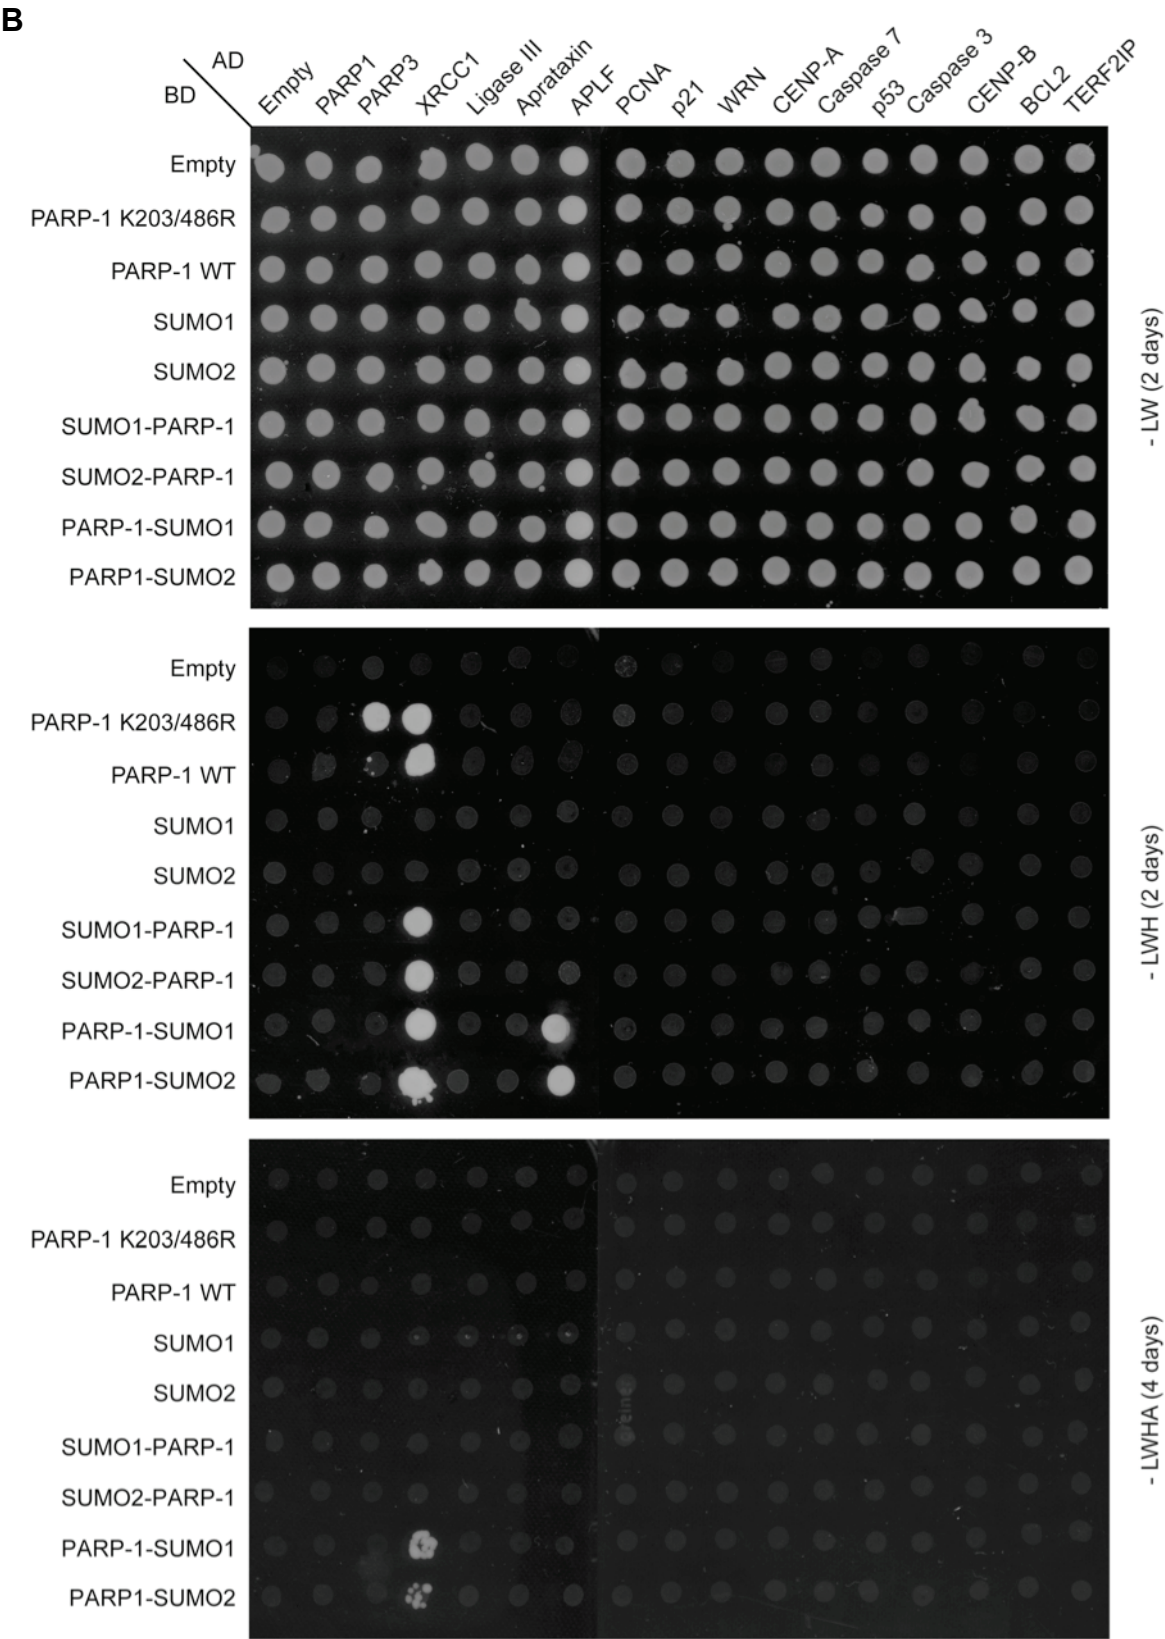 B
AD
BD
Empty
PARP1
PARP3
XRCC1
Ligase III
Aprataxin
APLF
PCNA
p21
WRN
CENP-A
Caspase 7
p53
Caspase 3
CENP-B
BCL2
TERF2IP
Empty
PARP-1 K203/486R
PARP-1 WT
SUMO1
SUMO2
SUMO1-PARP-1
SUMO2-PARP-1
PARP-1-SUMO1
PARP1-SUMO2
- LW (2 days)
Empty
PARP-1 K203/486R
PARP-1 WT
SUMO1
SUMO2
SUMO1-PARP-1
SUMO2-PARP-1
PARP-1-SUMO1
PARP1-SUMO2
- LWH (2 days)
Empty
PARP-1 K203/486R
PARP-1 WT
SUMO1
SUMO2
SUMO1-PARP-1
SUMO2-PARP-1
PARP-1-SUMO1
PARP1-SUMO2
- LWHA (4 days)